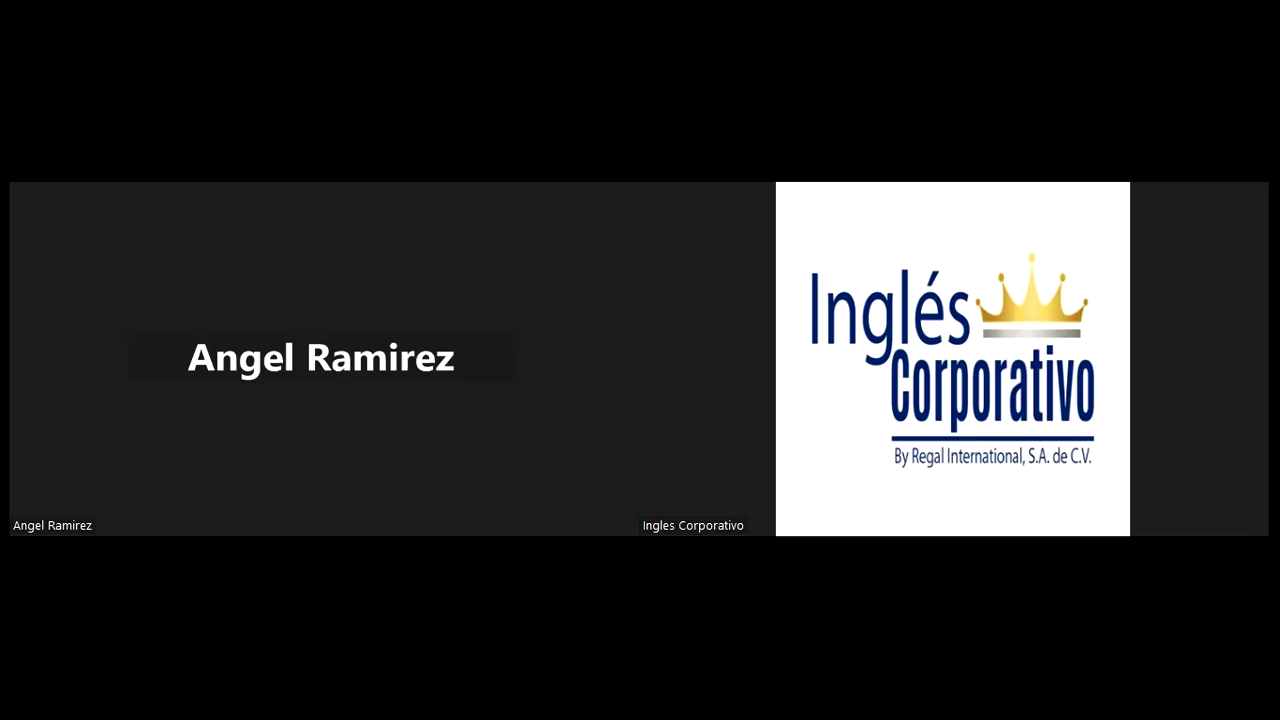 Angel Ramirez
Angel Ramirez
Ingles Corporativo
Inglés
Corporativo
By Regal International, S.A. de C.V.